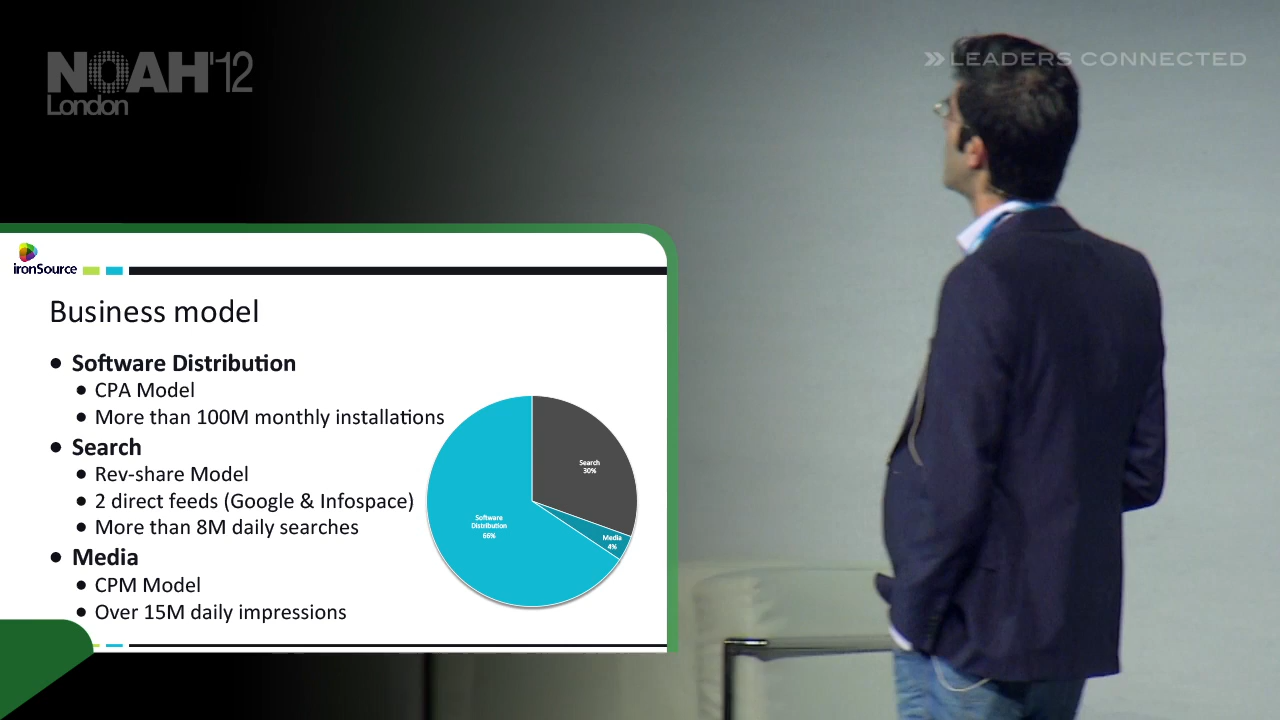 NOAH'12
London
LEADERS CONNECTED
ironSource
Business model
● Software Distribution
● CPA Model
● More than 100M monthly installations
● Search
● Rev-share Model
● 2 direct feeds (Google & Infospace)
● More than 8M daily searches
● Media
● CPM Model
● Over 15M daily impressions
Search
30%
Media
4%
Software
Distribution
66%